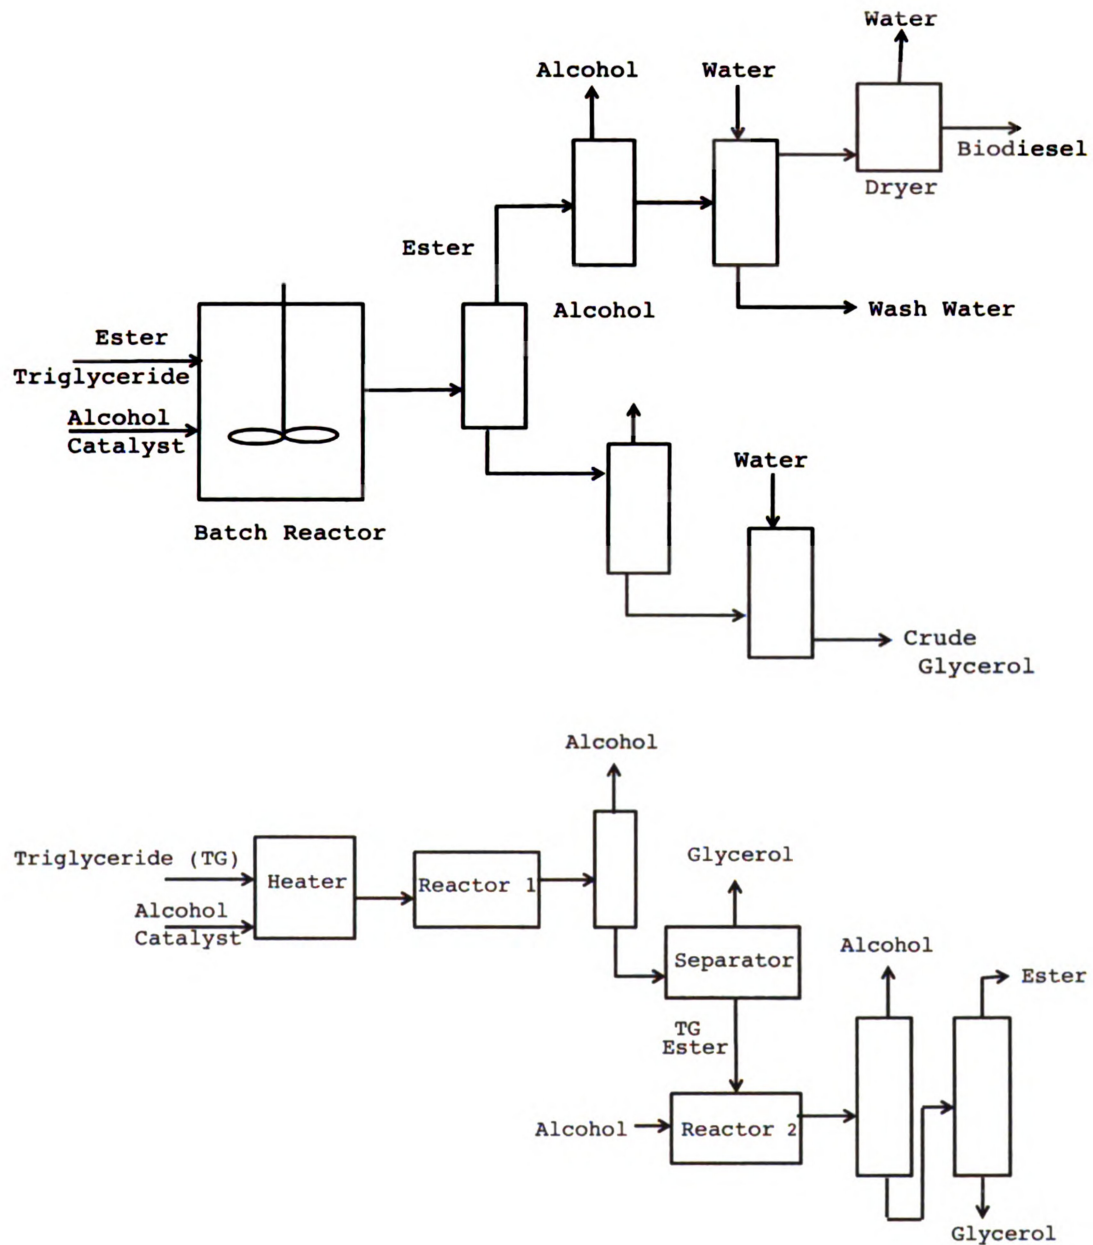 Water
Alcohol
Water
Biodiesel
Dryer
Ester
Alcohol
Wash Water
Ester
Triglyceride
Alcohol
Catalyst
Water
Batch Reactor
Crude
Glycerol
Alcohol
Triglyceride (TG)
Heater
Reactor 1
Glycerol
Alcohol
Catalyst
Separator
Alcohol
Ester
TG
Ester
Alcohol
Reactor 2
Glycerol